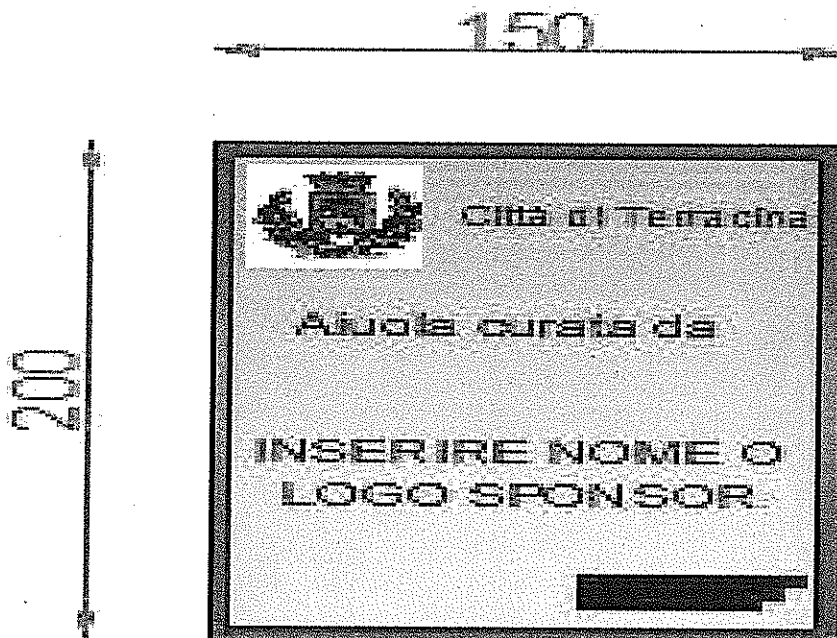 150
Città di Terracina
200
Aiuola curata da
INSERIRE NOME O
LOGO SPONSOR